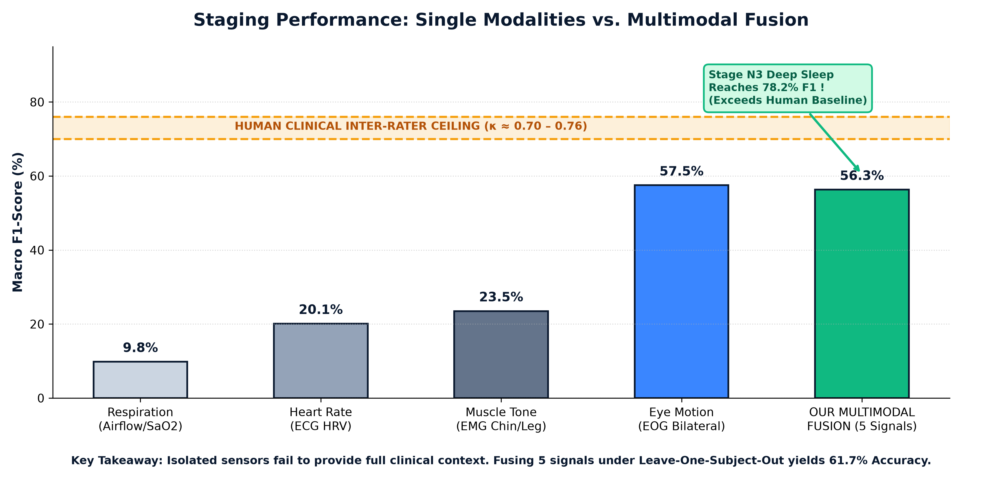 Staging Performance: Single Modalities vs. Multimodal Fusion
Stage N3 Deep Sleep
Reaches 78.2% F1 !
(Exceeds Human Baseline)
HUMAN CLINICAL INTER-RATER CEILING (κ ≈ 0.70 – 0.76)
Macro F1-Score (%)
80
60
40
20
0
9.8%
20.1%
23.5%
57.5%
56.3%
Respiration
(Airflow/SaO2)
Heart Rate
(ECG HRV)
Muscle Tone
(EMG Chin/Leg)
Eye Motion
(EOG Bilateral)
OUR MULTIMODAL
FUSION (5 Signals)
Key Takeaway: Isolated sensors fail to provide full clinical context. Fusing 5 signals under Leave-One-Subject-Out yields 61.7% Accuracy.